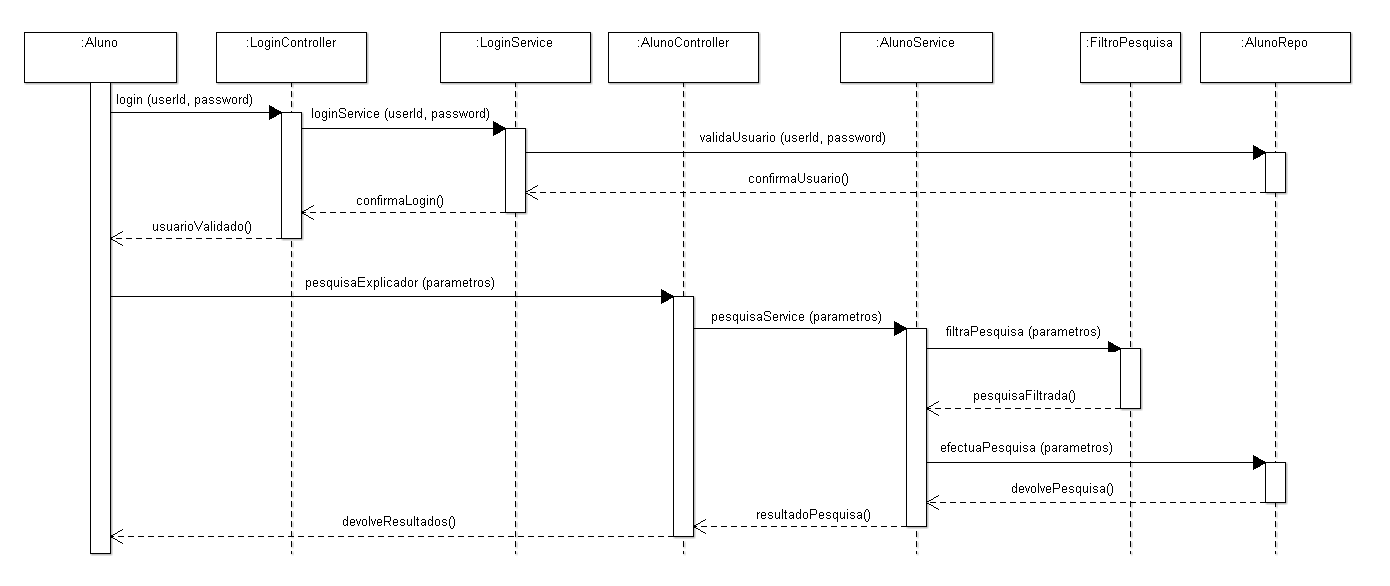 :Aluno
:LoginController
:LoginService
:AlunoController
:AlunoService
:FiltroPesquisa
:AlunoRepo
login (userId, password)
loginService (userId, password)
validaUsuario (userId, password)
confirmaUsuario()
confirmaLogin()
usuarioValidado()
pesquisaExplicador (parametros)
pesquisaService (parametros)
filtraPesquisa (parametros)
pesquisaFiltrada()
efectuaPesquisa (parametros)
devolvePesquisa()
resultadoPesquisa()
devolveResultados()